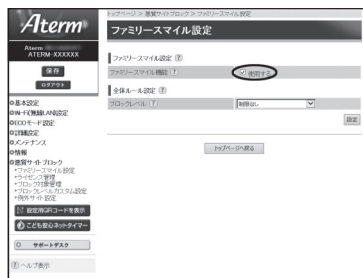 トップページ > 悪質サイトブロック > ファミリースマイル設定
Aterm
ファミリースマイル設定
Aterm
ATERM-XXXXXX
保存
ログアウト
ファミリースマイル設定 ?
ファミリースマイル機能 ? 使用する
全体ルール設定 ?
ブロックレベル ? 制限なし
設定
トップページへ戻る
基本設定
Wi-Fi(無線LAN)設定
ECOモード設定
詳細設定
メンテナンス
情報
悪質サイトブロック
・ファミリースマイル設定
・ライセンス管理
・ブロック対象管理
・ブロックレベルカスタム設定
・例外サイト設定
設定用QRコードを表示
こども安心ネットタイマー
サポートデスク
? ヘルプ表示